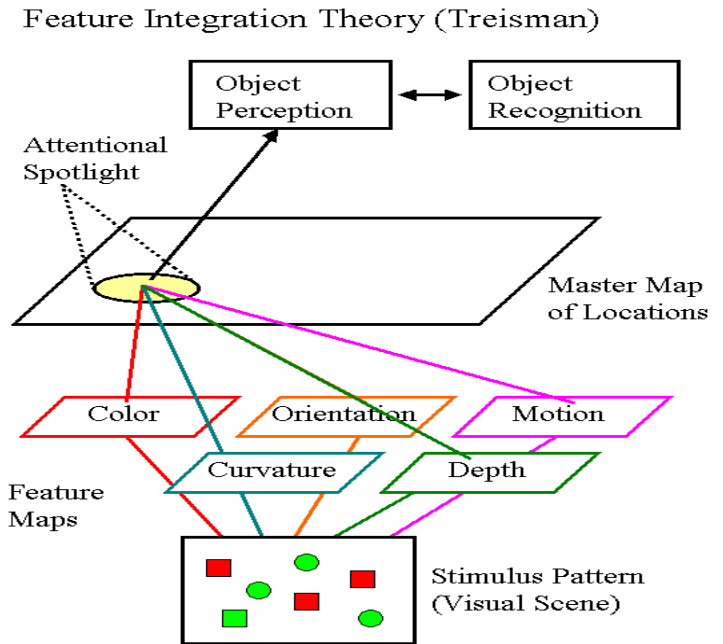 Feature Integration Theory (Treisman)
Object
Perception
Object
Recognition
Attentional
Spotlight
Master Map
of Locations
Color
Orientation
Motion
Curvature
Depth
Feature
Maps
Stimulus Pattern
(Visual Scene)